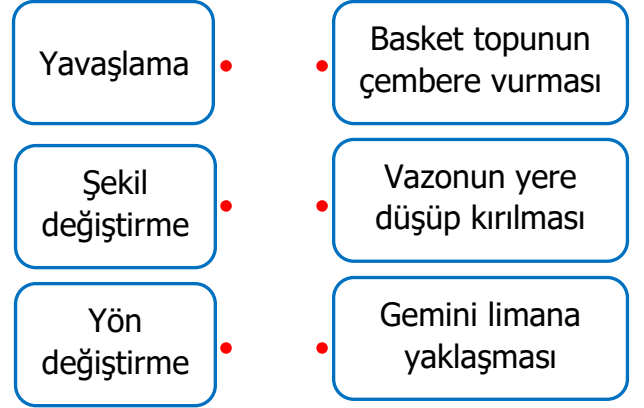 Yavaşlama
Basket topunun
çembere vurması
Şekil
değiştirme
Vazonun yere
düşüp kırılması
Yön
değiştirme
Gemini limana
yaklaşması